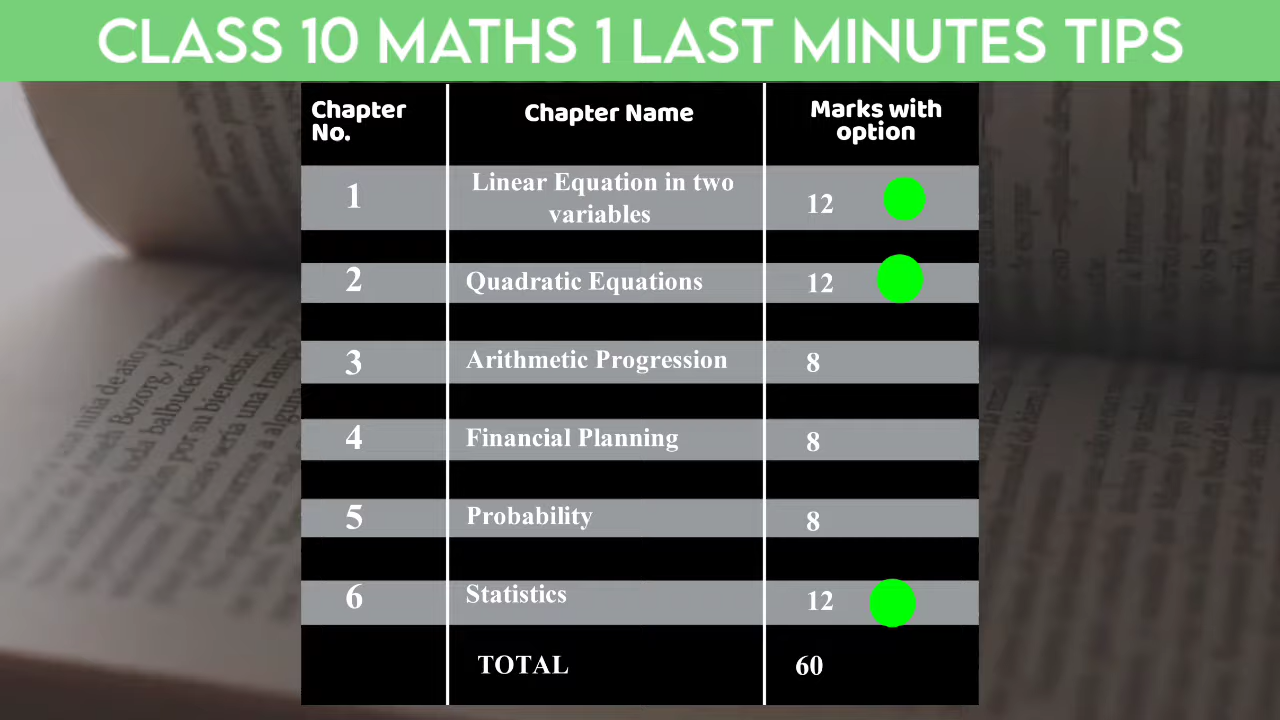 CLASS 10 MATHS 1 LAST MINUTES TIPS
Chapter No. Chapter Name Marks with option
1 Linear Equation in two variables 12
2 Quadratic Equations 12
3 Arithmetic Progression 8
4 Financial Planning 8
5 Probability 8
6 Statistics 12
TOTAL 60